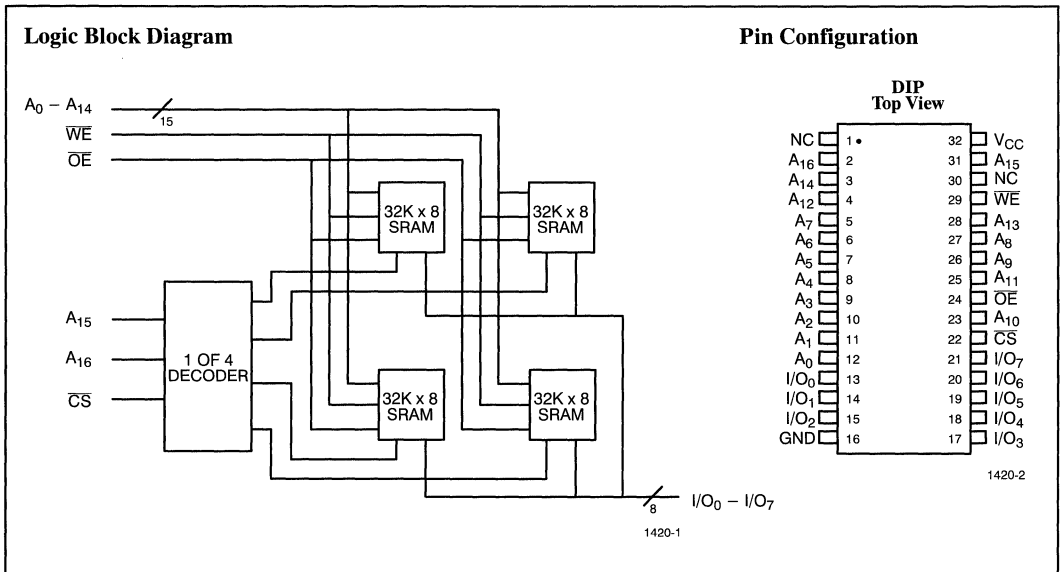 Logic Block Diagram
A0 – A14
15
WE
OE
32K x 8
SRAM
32K x 8
SRAM
A15
A16
CS
1 OF 4
DECODER
32K x 8
SRAM
32K x 8
SRAM
8
I/O0 – I/O7
1420-1
Pin Configuration
DIP
Top View
NC 1 32 VCC
A16 2 31 A15
A14 3 30 NC
A12 4 29 WE
A7 5 28 A13
A6 6 27 A8
A5 7 26 A9
A4 8 25 A11
A3 9 24 OE
A2 10 23 A10
A1 11 22 CS
A0 12 21 I/O7
I/O0 13 20 I/O6
I/O1 14 19 I/O5
I/O2 15 18 I/O4
GND 16 17 I/O3
1420-2